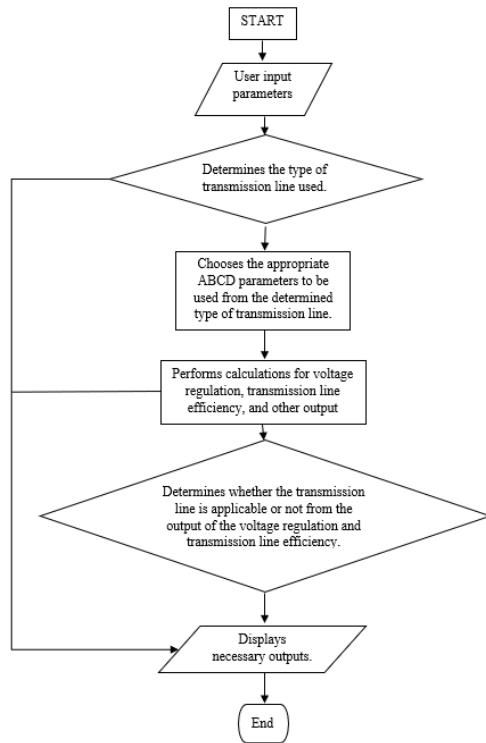 START
User input
parameters
Determines the type of
transmission line used.
Chooses the appropriate
ABCD parameters to be
used from the determined
type of transmission line.
Performs calculations for voltage
regulation, transmission line
efficiency, and other output
Determines whether the transmission
line is applicable or not from the
output of the voltage regulation and
transmission line efficiency.
Displays
necessary outputs.
End